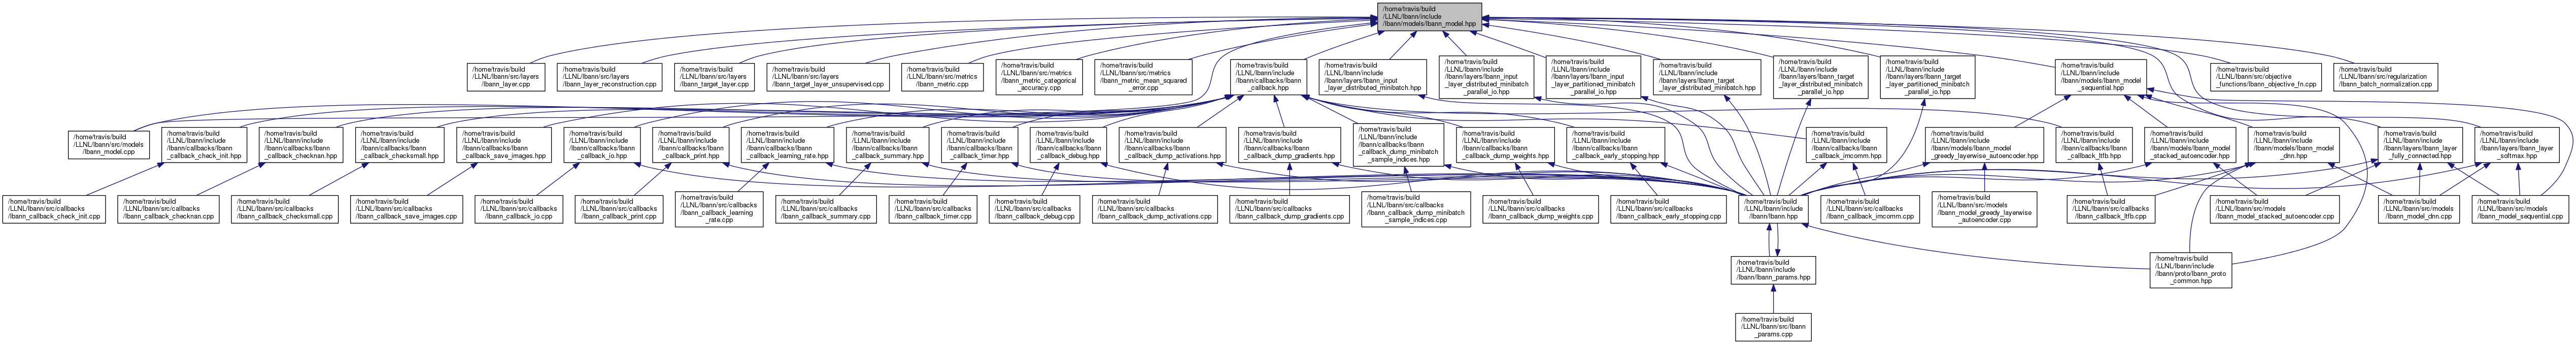 /home/travis/build
/LLNL/lbann/include
/lbann/models/lbann_model.hpp
/home/travis/build
/LLNL/lbann/src/layers
/lbann_layer.cpp
/home/travis/build
/LLNL/lbann/src/layers
/lbann_layer_reconstruction.cpp
/home/travis/build
/LLNL/lbann/src/layers
/lbann_target_layer.cpp
/home/travis/build
/LLNL/lbann/src/layers
/lbann_target_layer_unsupervised.cpp
/home/travis/build
/LLNL/lbann/src/metrics
/lbann_metric.cpp
/home/travis/build
/LLNL/lbann/src/metrics
/lbann_metric_categorical
_accuracy.cpp
/home/travis/build
/LLNL/lbann/src/metrics
/lbann_metric_mean_squared
_error.cpp
/home/travis/build
/LLNL/lbann/include
/lbann/callbacks/lbann
_callback.hpp
/home/travis/build
/LLNL/lbann/include
/lbann/layers/lbann_input
_layer_distributed_minibatch.hpp
/home/travis/build
/LLNL/lbann/include
/lbann/layers/lbann_input
_layer_distributed_minibatch
_parallel_io.hpp
/home/travis/build
/LLNL/lbann/include
/lbann/layers/lbann_input
_layer_partitioned_minibatch
_parallel_io.hpp
/home/travis/build
/LLNL/lbann/include
/lbann/layers/lbann_target
_layer_distributed_minibatch.hpp
/home/travis/build
/LLNL/lbann/include
/lbann/layers/lbann_target
_layer_distributed_minibatch
_parallel_io.hpp
/home/travis/build
/LLNL/lbann/include
/lbann/layers/lbann_target
_layer_partitioned_minibatch
_parallel_io.hpp
/home/travis/build
/LLNL/lbann/include
/lbann/models/lbann_model
_sequential.hpp
/home/travis/build
/LLNL/lbann/src/objective
_functions/lbann_objective_fn.cpp
/home/travis/build
/LLNL/lbann/src/regularization
/lbann_batch_normalization.cpp
/home/travis/build
/LLNL/lbann/src/models
/lbann_model.cpp
/home/travis/build
/LLNL/lbann/include
/lbann/callbacks/lbann
_callback_check_init.hpp
/home/travis/build
/LLNL/lbann/include
/lbann/callbacks/lbann
_callback_checknan.hpp
/home/travis/build
/LLNL/lbann/include
/lbann/callbacks/lbann
_callback_checksmall.hpp
/home/travis/build
/LLNL/lbann/include
/lbann/callbacks/lbann
_callback_save_images.hpp
/home/travis/build
/LLNL/lbann/include
/lbann/callbacks/lbann
_callback_io.hpp
/home/travis/build
/LLNL/lbann/include
/lbann/callbacks/lbann
_callback_print.hpp
/home/travis/build
/LLNL/lbann/include
/lbann/callbacks/lbann
_callback_learning_rate.hpp
/home/travis/build
/LLNL/lbann/include
/lbann/callbacks/lbann
_callback_summary.hpp
/home/travis/build
/LLNL/lbann/include
/lbann/callbacks/lbann
_callback_timer.hpp
/home/travis/build
/LLNL/lbann/include
/lbann/callbacks/lbann
_callback_debug.hpp
/home/travis/build
/LLNL/lbann/include
/lbann/callbacks/lbann
_callback_dump_activations.hpp
/home/travis/build
/LLNL/lbann/include
/lbann/callbacks/lbann
_callback_dump_gradients.hpp
/home/travis/build
/LLNL/lbann/include
/lbann/callbacks/lbann
_callback_dump_minibatch
_sample_indices.hpp
/home/travis/build
/LLNL/lbann/include
/lbann/callbacks/lbann
_callback_dump_weights.hpp
/home/travis/build
/LLNL/lbann/include
/lbann/callbacks/lbann
_callback_early_stopping.hpp
/home/travis/build
/LLNL/lbann/include
/lbann/callbacks/lbann
_callback_imcomm.hpp
/home/travis/build
/LLNL/lbann/include
/lbann/models/lbann_model
_greedy_layerwise_autoencoder.hpp
/home/travis/build
/LLNL/lbann/include
/lbann/callbacks/lbann
_callback_ltfb.hpp
/home/travis/build
/LLNL/lbann/include
/lbann/models/lbann_model
_stacked_autoencoder.hpp
/home/travis/build
/LLNL/lbann/include
/lbann/models/lbann_model
_dnn.hpp
/home/travis/build
/LLNL/lbann/include
/lbann/layers/lbann_layer
_fully_connected.hpp
/home/travis/build
/LLNL/lbann/include
/lbann/layers/lbann_layer
_softmax.hpp
/home/travis/build
/LLNL/lbann/src/callbacks
/lbann_callback_check_init.cpp
/home/travis/build
/LLNL/lbann/src/callbacks
/lbann_callback_checknan.cpp
/home/travis/build
/LLNL/lbann/src/callbacks
/lbann_callback_checksmall.cpp
/home/travis/build
/LLNL/lbann/src/callbacks
/lbann_callback_save_images.cpp
/home/travis/build
/LLNL/lbann/src/callbacks
/lbann_callback_io.cpp
/home/travis/build
/LLNL/lbann/src/callbacks
/lbann_callback_print.cpp
/home/travis/build
/LLNL/lbann/src/callbacks
/lbann_callback_learning
_rate.cpp
/home/travis/build
/LLNL/lbann/src/callbacks
/lbann_callback_summary.cpp
/home/travis/build
/LLNL/lbann/src/callbacks
/lbann_callback_timer.cpp
/home/travis/build
/LLNL/lbann/src/callbacks
/lbann_callback_debug.cpp
/home/travis/build
/LLNL/lbann/src/callbacks
/lbann_callback_dump_activations.cpp
/home/travis/build
/LLNL/lbann/src/callbacks
/lbann_callback_dump_gradients.cpp
/home/travis/build
/LLNL/lbann/src/callbacks
/lbann_callback_dump_minibatch
_sample_indices.cpp
/home/travis/build
/LLNL/lbann/src/callbacks
/lbann_callback_dump_weights.cpp
/home/travis/build
/LLNL/lbann/src/callbacks
/lbann_callback_early_stopping.cpp
/home/travis/build
/LLNL/lbann/include
/lbann/lbann.hpp
/home/travis/build
/LLNL/lbann/src/callbacks
/lbann_callback_imcomm.cpp
/home/travis/build
/LLNL/lbann/src/models
/lbann_model_greedy_layerwise
_autoencoder.cpp
/home/travis/build
/LLNL/lbann/src/callbacks
/lbann_callback_ltfb.cpp
/home/travis/build
/LLNL/lbann/src/models
/lbann_model_stacked_autoencoder.cpp
/home/travis/build
/LLNL/lbann/src/models
/lbann_model_dnn.cpp
/home/travis/build
/LLNL/lbann/src/models
/lbann_model_sequential.cpp
/home/travis/build
/LLNL/lbann/include
/lbann/lbann_params.hpp
/home/travis/build
/LLNL/lbann/include
/lbann/proto/lbann_proto
_common.hpp
/home/travis/build
/LLNL/lbann/src/lbann
_params.cpp